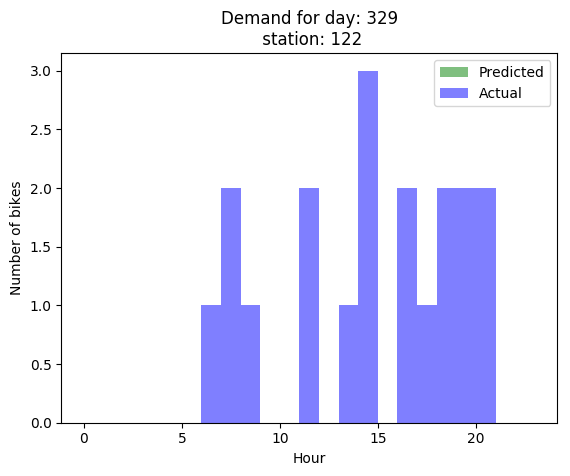 Demand for day: 329
station: 122
Predicted
Actual
Number of bikes
3.0
2.5
2.0
1.5
1.0
0.5
0.0
0
5
10
15
20
Hour